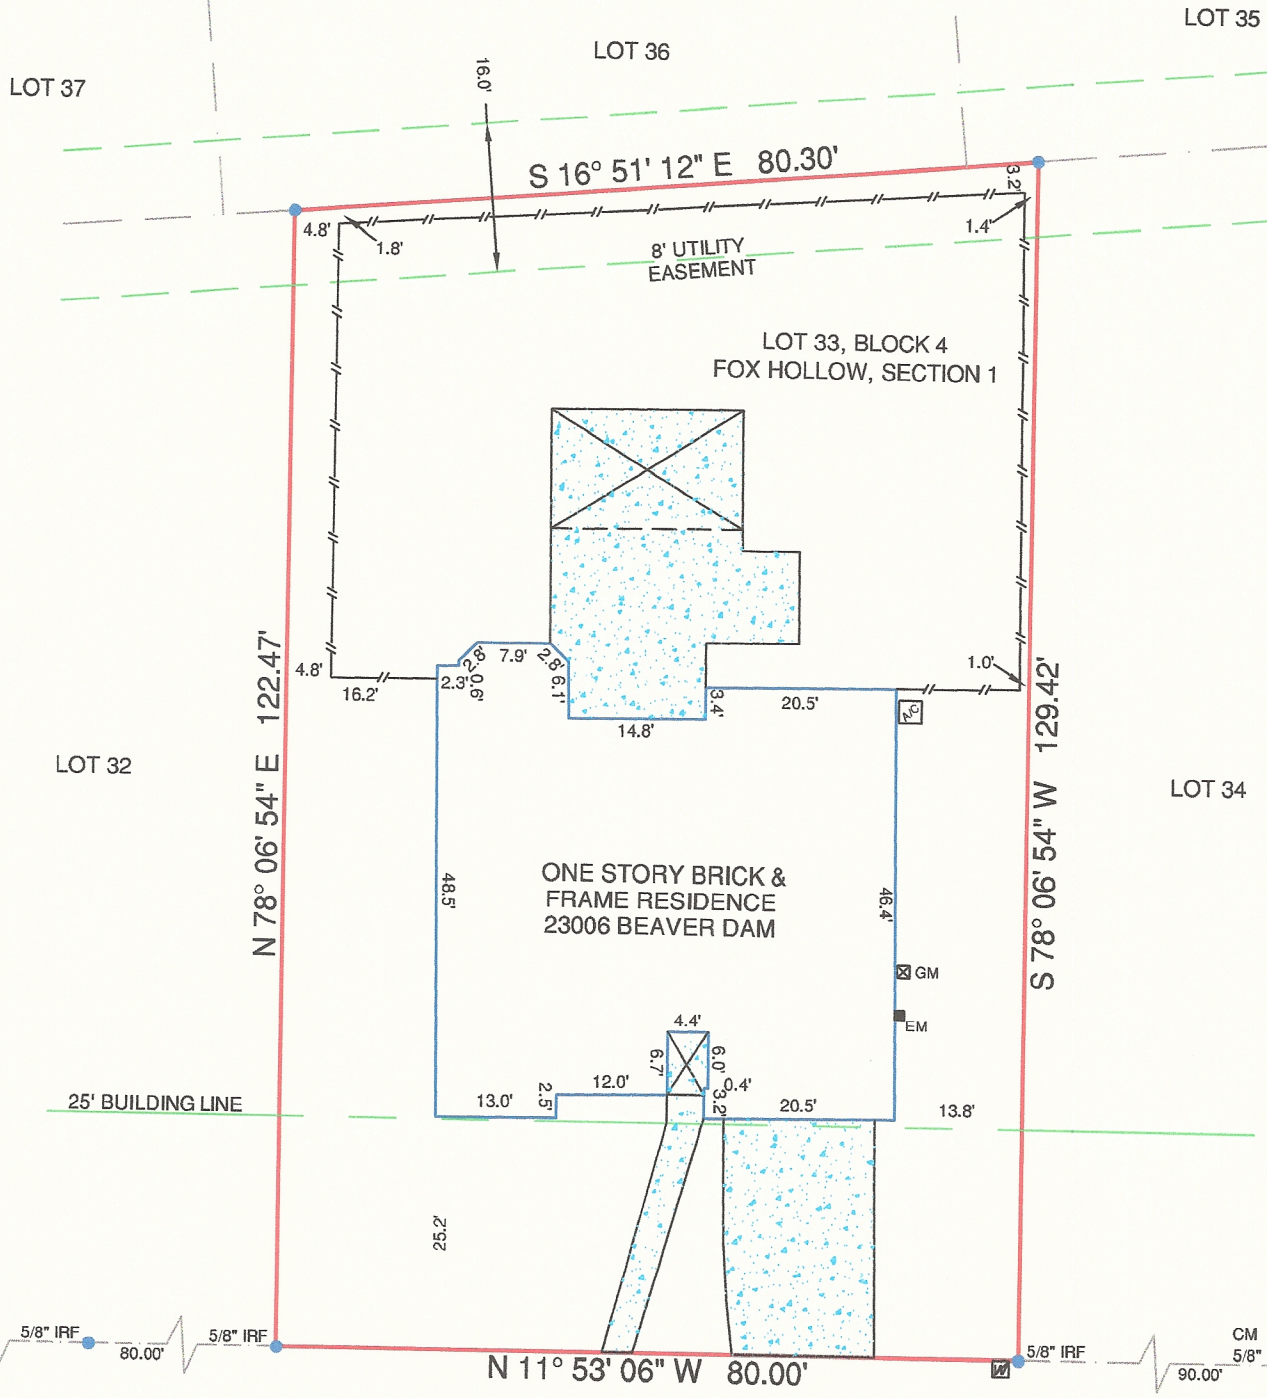 LOT 35
LOT 36
LOT 37
16.0'
S 16° 51' 12" E 80.30'
3.2'
4.8'
1.8'
1.4'
8' UTILITY
EASEMENT
LOT 33, BLOCK 4
FOX HOLLOW, SECTION 1
N 78° 06' 54" E 122.47'
S 78° 06' 54" W 129.42'
4.8'
16.2'
2.3'
0.6'
2.8'
7.9'
2.8'
6.1'
14.8'
3.4'
20.5'
1.0'
A/C
LOT 32
LOT 34
ONE STORY BRICK &
FRAME RESIDENCE
23006 BEAVER DAM
48.5'
46.4'
GM
EM
4.4'
6.7'
6.0'
0.4'
3.2'
12.0'
2.5'
13.0'
20.5'
13.8'
25' BUILDING LINE
25.2'
5/8" IRF
80.00'
5/8" IRF
N 11° 53' 06" W 80.00'
W
5/8" IRF
CM
5/8"
90.00'